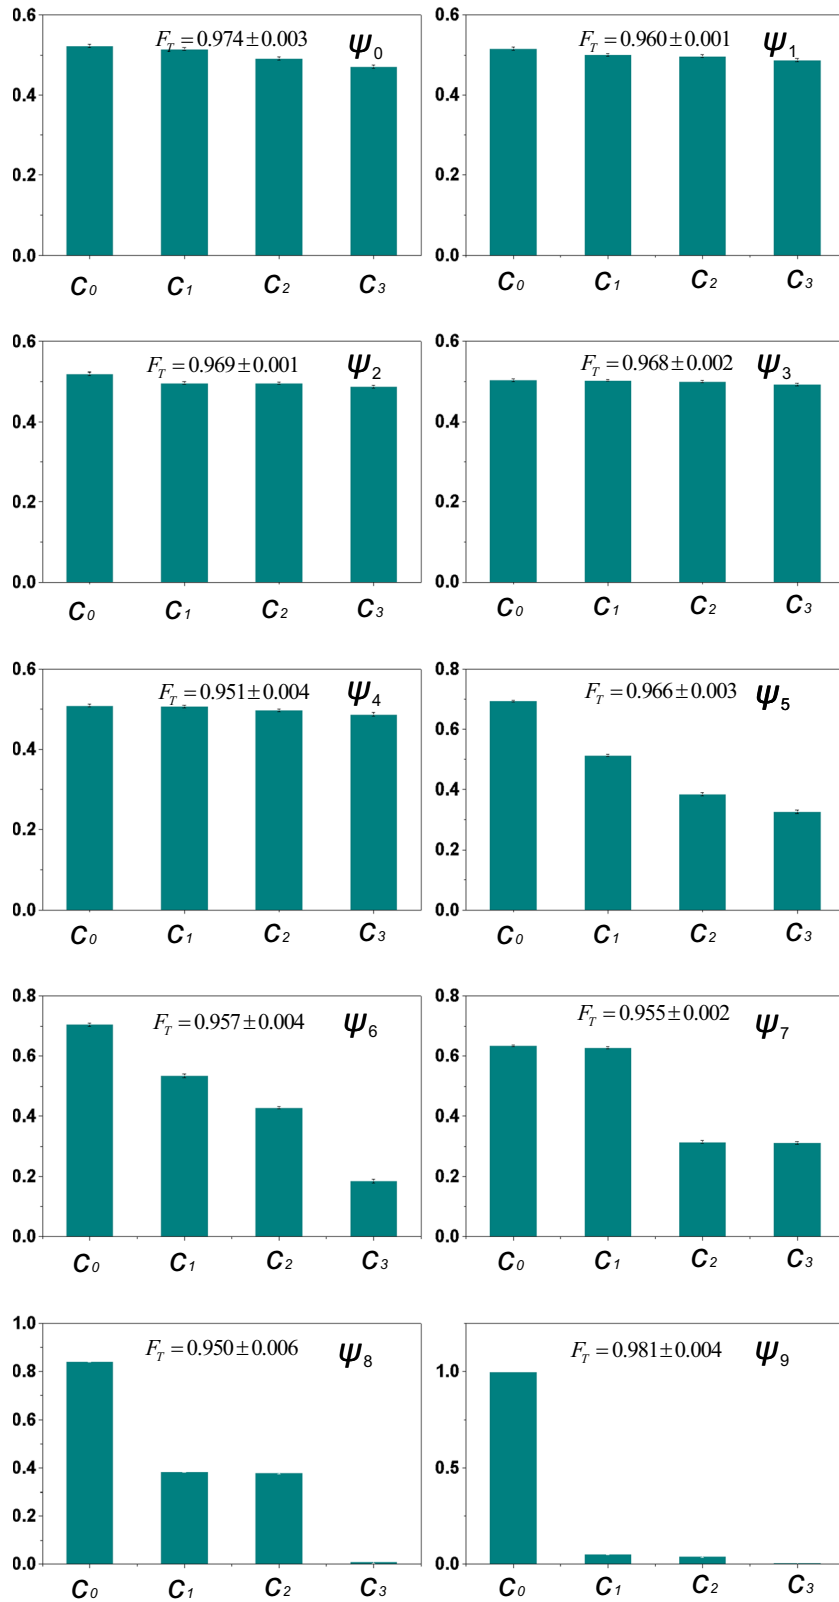 0.6
0.4
0.2
0.0
F_T = 0.974±0.003 ψ_0
C_0 C_1 C_2 C_3
0.6
0.4
0.2
0.0
F_T = 0.960±0.001 ψ_1
C_0 C_1 C_2 C_3
0.6
0.4
0.2
0.0
F_T = 0.969±0.001 ψ_2
C_0 C_1 C_2 C_3
0.6
0.4
0.2
0.0
F_T = 0.968±0.002 ψ_3
C_0 C_1 C_2 C_3
0.6
0.4
0.2
0.0
F_T = 0.951±0.004 ψ_4
C_0 C_1 C_2 C_3
0.8
0.6
0.4
0.2
0.0
F_T = 0.966±0.003 ψ_5
C_0 C_1 C_2 C_3
0.8
0.6
0.4
0.2
0.0
F_T = 0.957±0.004 ψ_6
C_0 C_1 C_2 C_3
0.8
0.6
0.4
0.2
0.0
F_T = 0.955±0.002 ψ_7
C_0 C_1 C_2 C_3
1.0
0.8
0.6
0.4
0.2
0.0
F_T = 0.950±0.006 ψ_8
C_0 C_1 C_2 C_3
1.0
0.5
0.0
F_T = 0.981±0.004 ψ_9
C_0 C_1 C_2 C_3